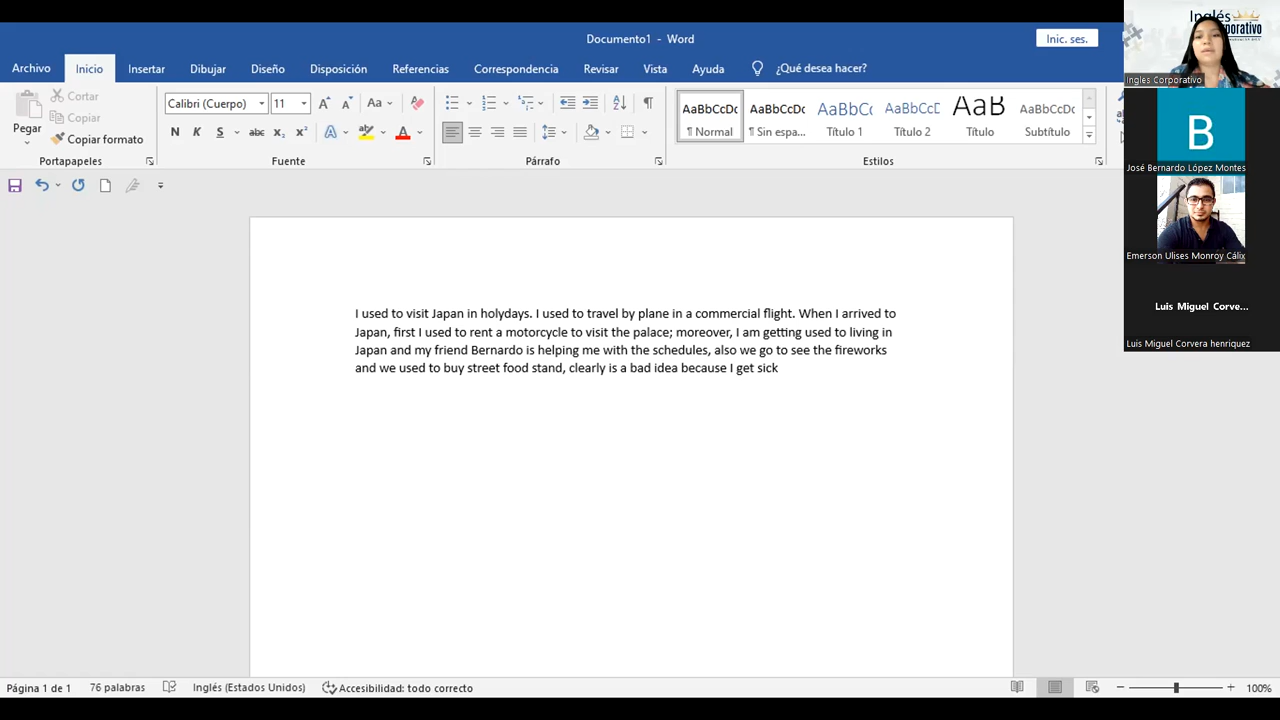 Documento1 - Word
Inic. ses.
Inglés
Corporativo
Ingles Corporativo
Archivo
Inicio
Insertar
Dibujar
Diseño
Disposición
Referencias
Correspondencia
Revisar
Vista
Ayuda
¿Qué desea hacer?
Pegar
Cortar
Copiar
Copiar formato
Portapapeles
Calibri (Cuerpo)
11
Fuente
Párrafo
AaBbCcDc
¶ Normal
AaBbCcDc
¶ Sin espa...
AaBbCc
Título 1
AaBbCcD
Título 2
AaB
Título
AaBbCcD
Subtítulo
Estilos
B
José Bernardo López Montes
Emerson Ulises Monroy Cálix
Luis Miguel Corve...
Luis Miguel Corvera henriquez
I used to visit Japan in holydays. I used to travel by plane in a commercial flight. When I arrived to
Japan, first I used to rent a motorcycle to visit the palace; moreover, I am getting used to living in
Japan and my friend Bernardo is helping me with the schedules, also we go to see the fireworks
and we used to buy street food stand, clearly is a bad idea because I get sick
Página 1 de 1
76 palabras
Inglés (Estados Unidos)
Accesibilidad: todo correcto
100%